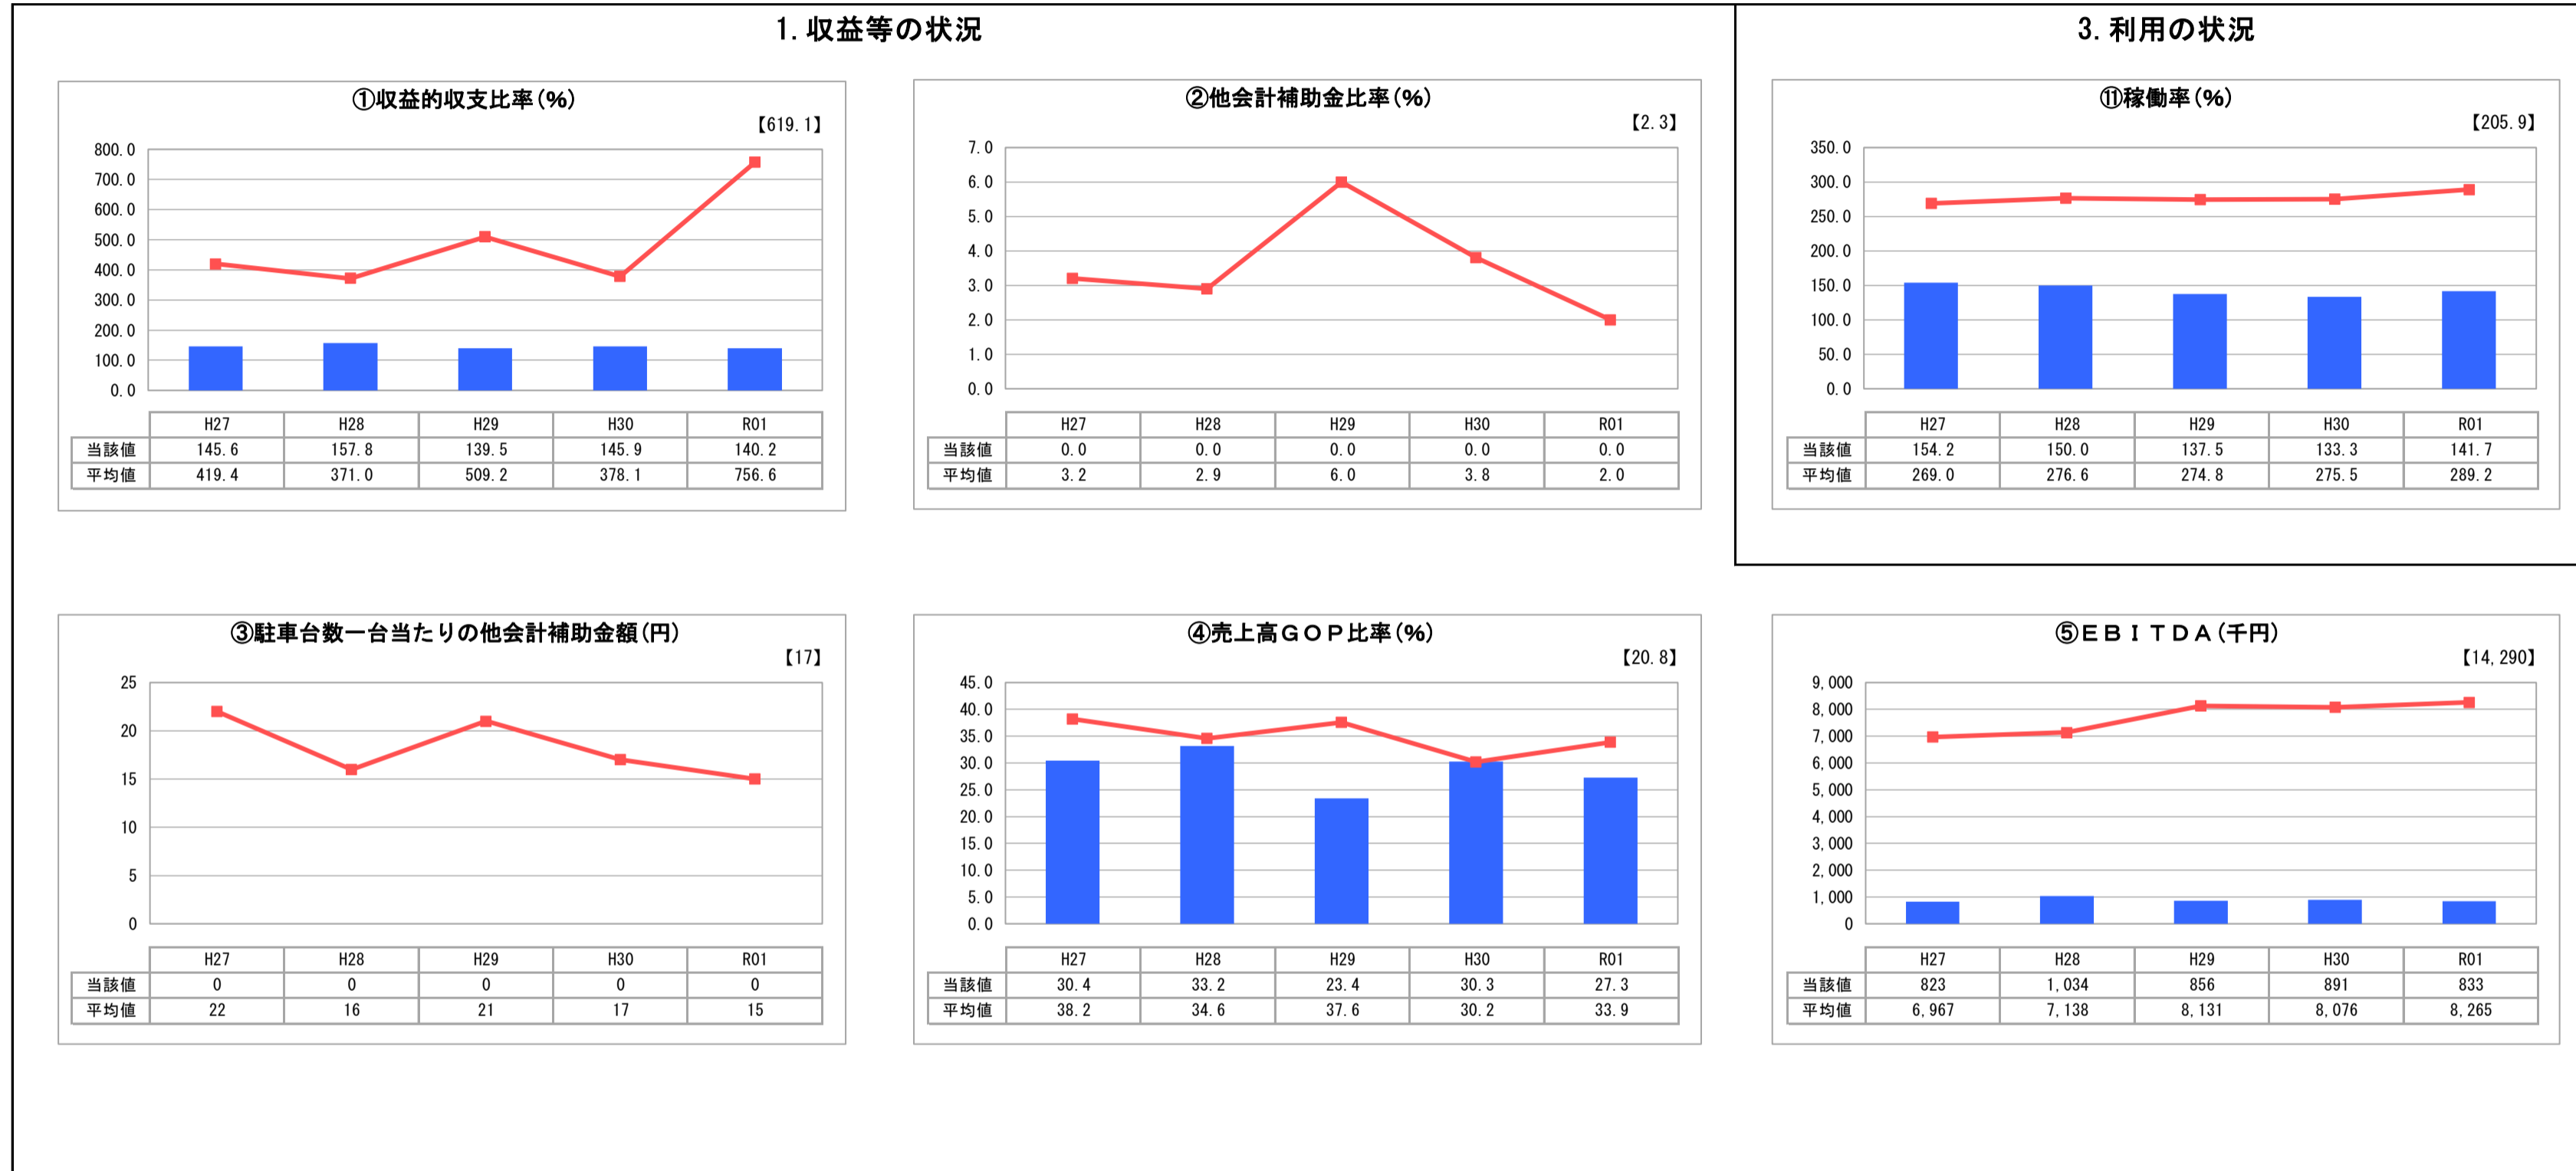 1. 収益等の状況
①収益的収支比率(%)
【619.1】
800.0
700.0
600.0
500.0
400.0
300.0
200.0
100.0
0.0
H27 H28 H29 H30 R01
当該値 145.6 157.8 139.5 145.9 140.2
平均値 419.4 371.0 509.2 378.1 756.6
②他会計補助金比率(%)
【2.3】
7.0
6.0
5.0
4.0
3.0
2.0
1.0
0.0
H27 H28 H29 H30 R01
当該値 0.0 0.0 0.0 0.0 0.0
平均値 3.2 2.9 6.0 3.8 2.0
3. 利用の状況
⑪稼働率(%)
【205.9】
350.0
300.0
250.0
200.0
150.0
100.0
50.0
0.0
H27 H28 H29 H30 R01
当該値 154.2 150.0 137.5 133.3 141.7
平均値 269.0 276.6 274.8 275.5 289.2
③駐車台数一台当たりの他会計補助金額(円)
【17】
25
20
15
10
5
0
H27 H28 H29 H30 R01
当該値 0 0 0 0 0
平均値 22 16 21 17 15
④売上高ＧＯＰ比率(%)
【20.8】
45.0
40.0
35.0
30.0
25.0
20.0
15.0
10.0
5.0
0.0
H27 H28 H29 H30 R01
当該値 30.4 33.2 23.4 30.3 27.3
平均値 38.2 34.6 37.6 30.2 33.9
⑤ＥＢＩＴＤＡ(千円)
【14,290】
9,000
8,000
7,000
6,000
5,000
4,000
3,000
2,000
1,000
0
H27 H28 H29 H30 R01
当該値 823 1,034 856 891 833
平均値 6,967 7,138 8,131 8,076 8,265